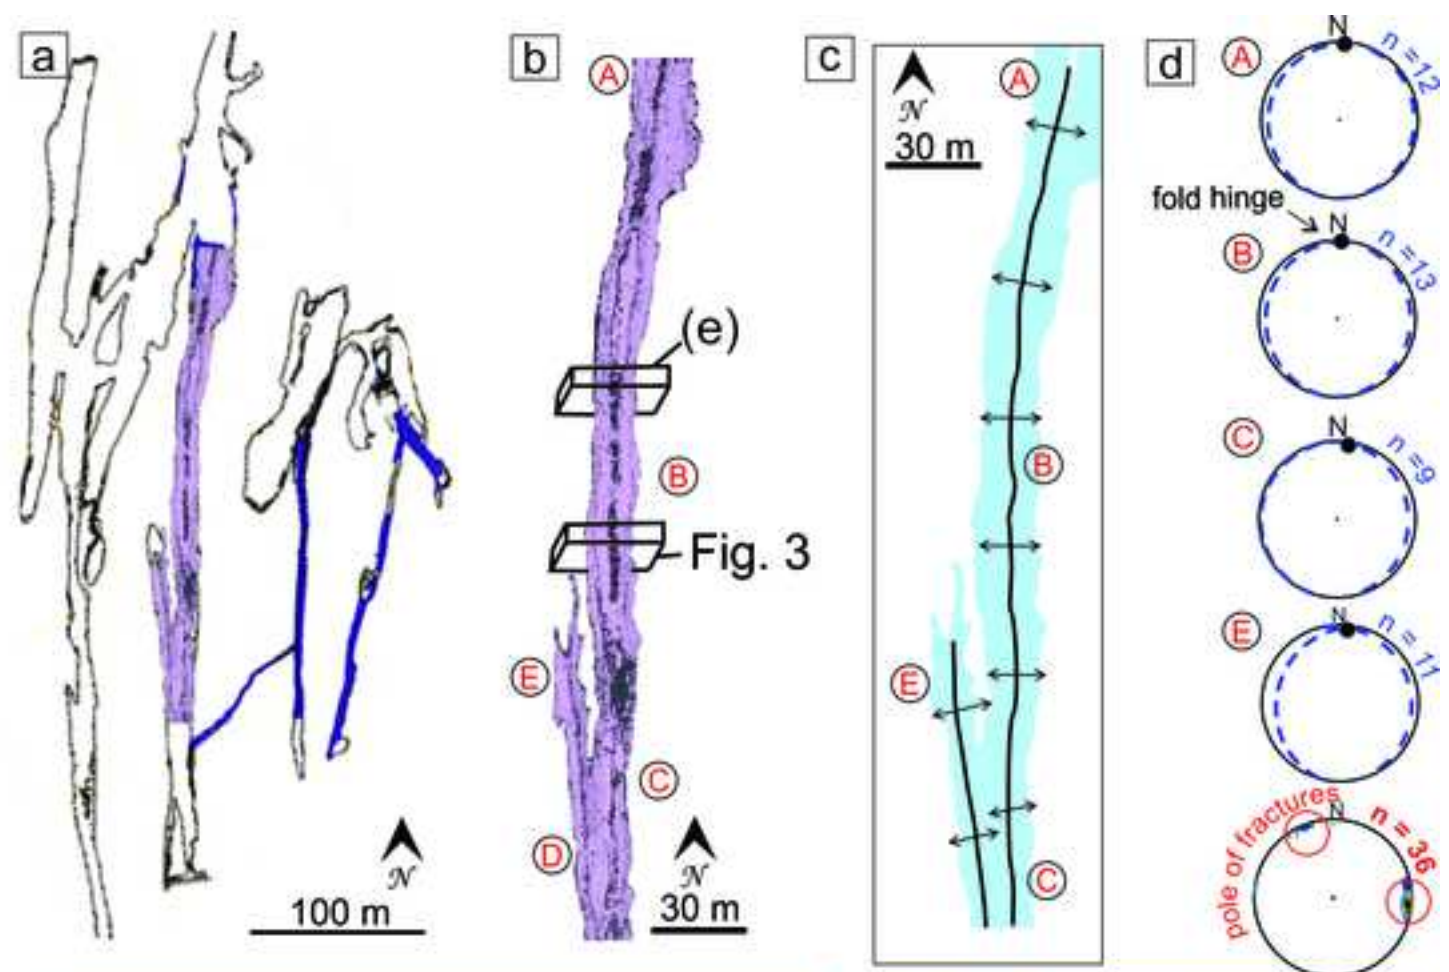 a
N
100 m
b
A
(e)
B
Fig. 3
E
C
D
N
30 m
c
N
30 m
A
B
E
C
d
A
N
n =12
fold hinge
B
N
n =13
C
N
n =9
E
N
n = 11
pole of fractures
N
n = 36